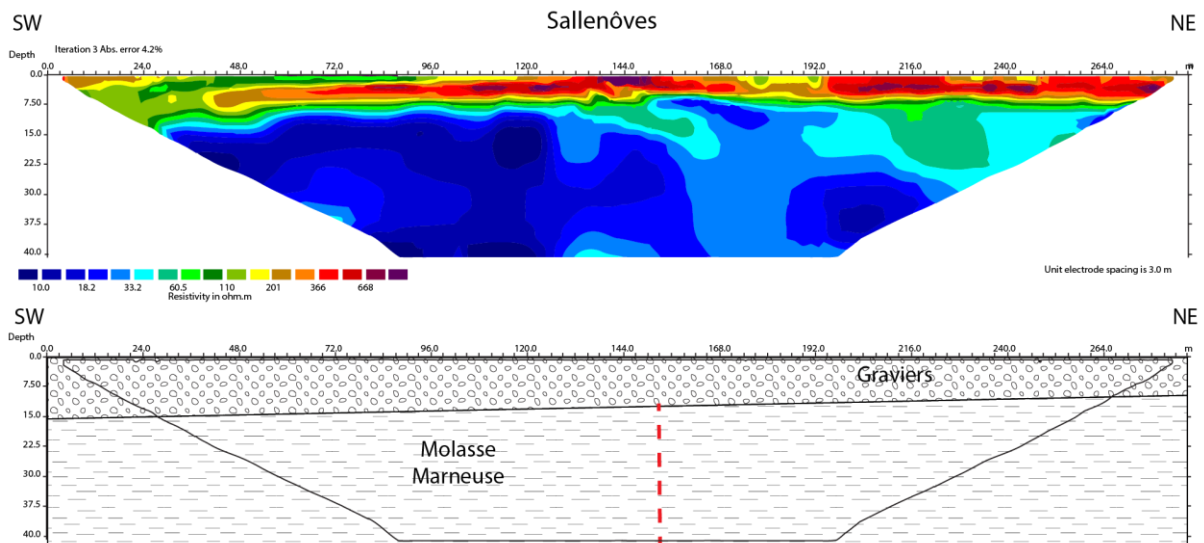 SW Sallenôves NE
Iteration 3 Abs. error 4.2%
Depth
0.0 24.0 48.0 72.0 96.0 120.0 144.0 168.0 192.0 216.0 240.0 264.0 m
0.0
7.50
15.0
22.5
30.0
37.5
40.0
10.0 18.2 33.2 60.5 110 201 366 668
Resistivity in ohm.m
Unit electrode spacing is 3.0 m
SW NE
Depth
0.0 24.0 48.0 72.0 96.0 120.0 144.0 168.0 192.0 216.0 240.0 264.0 m
0.0
Graviers
7.50
15.0
22.5
Molasse
Marneuse
30.0
37.5
40.0